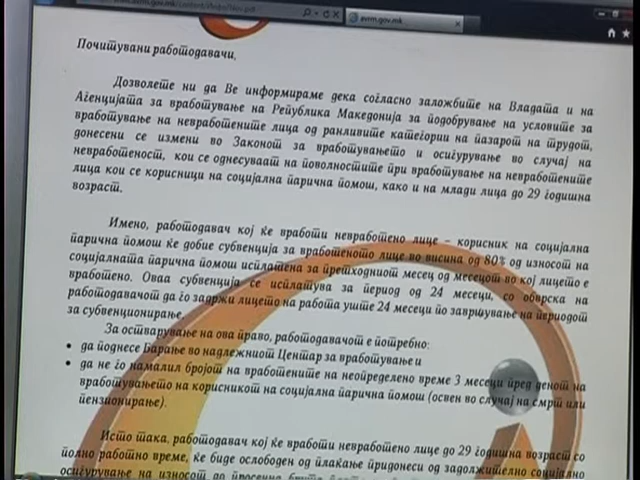 avrm.gov.mk
Почитувани работодавачи,
Дозволете ни да Ве информираме дека согласно заложбите на Владата и на
Агенцијата за вработување на Република Македонија за подобрување на условите за
вработување на невработените лица од ранливите категории на пазарот на трудот,
донесени се измени во Законот за вработувањето и осигурување во случај на
невработеност, кои се однесуваат на поволностите при вработување на невработените
лица кои се корисници на социјална парична помош, како и на млади лица до 29 годишна
возраст.
Имено, работодавач кој ќе вработи невработено лице – корисник на социјална
парична помош ќе добие субвенција за вработеното лице во висина од 80% од износот на
социјалната парична помош исплатена за претходниот месец од месецот во кој лицето е
вработено. Оваа субвенција се исплатува за период од 24 месеци, со обврска на
работодавачот да го задржи лицето на работа уште 24 месеци по завршување на периодот
за субвенционирање.
За остварување на ова право, работодавачот е потребно:
• да поднесе Барање во надлежниот Центар за вработување и
• да не го намалил бројот на вработените на неопределено време 3 месеци пред денот на
вработувањето на корисникот на социјална парична помош (освен во случај на смрт или
пензионирање).
Исто така, работодавач кој ќе вработи невработено лице до 29 годишна возраст со
полно работно време, ќе биде ослободен од плаќање придонеси од задолжително социјално
осигурување на износот до